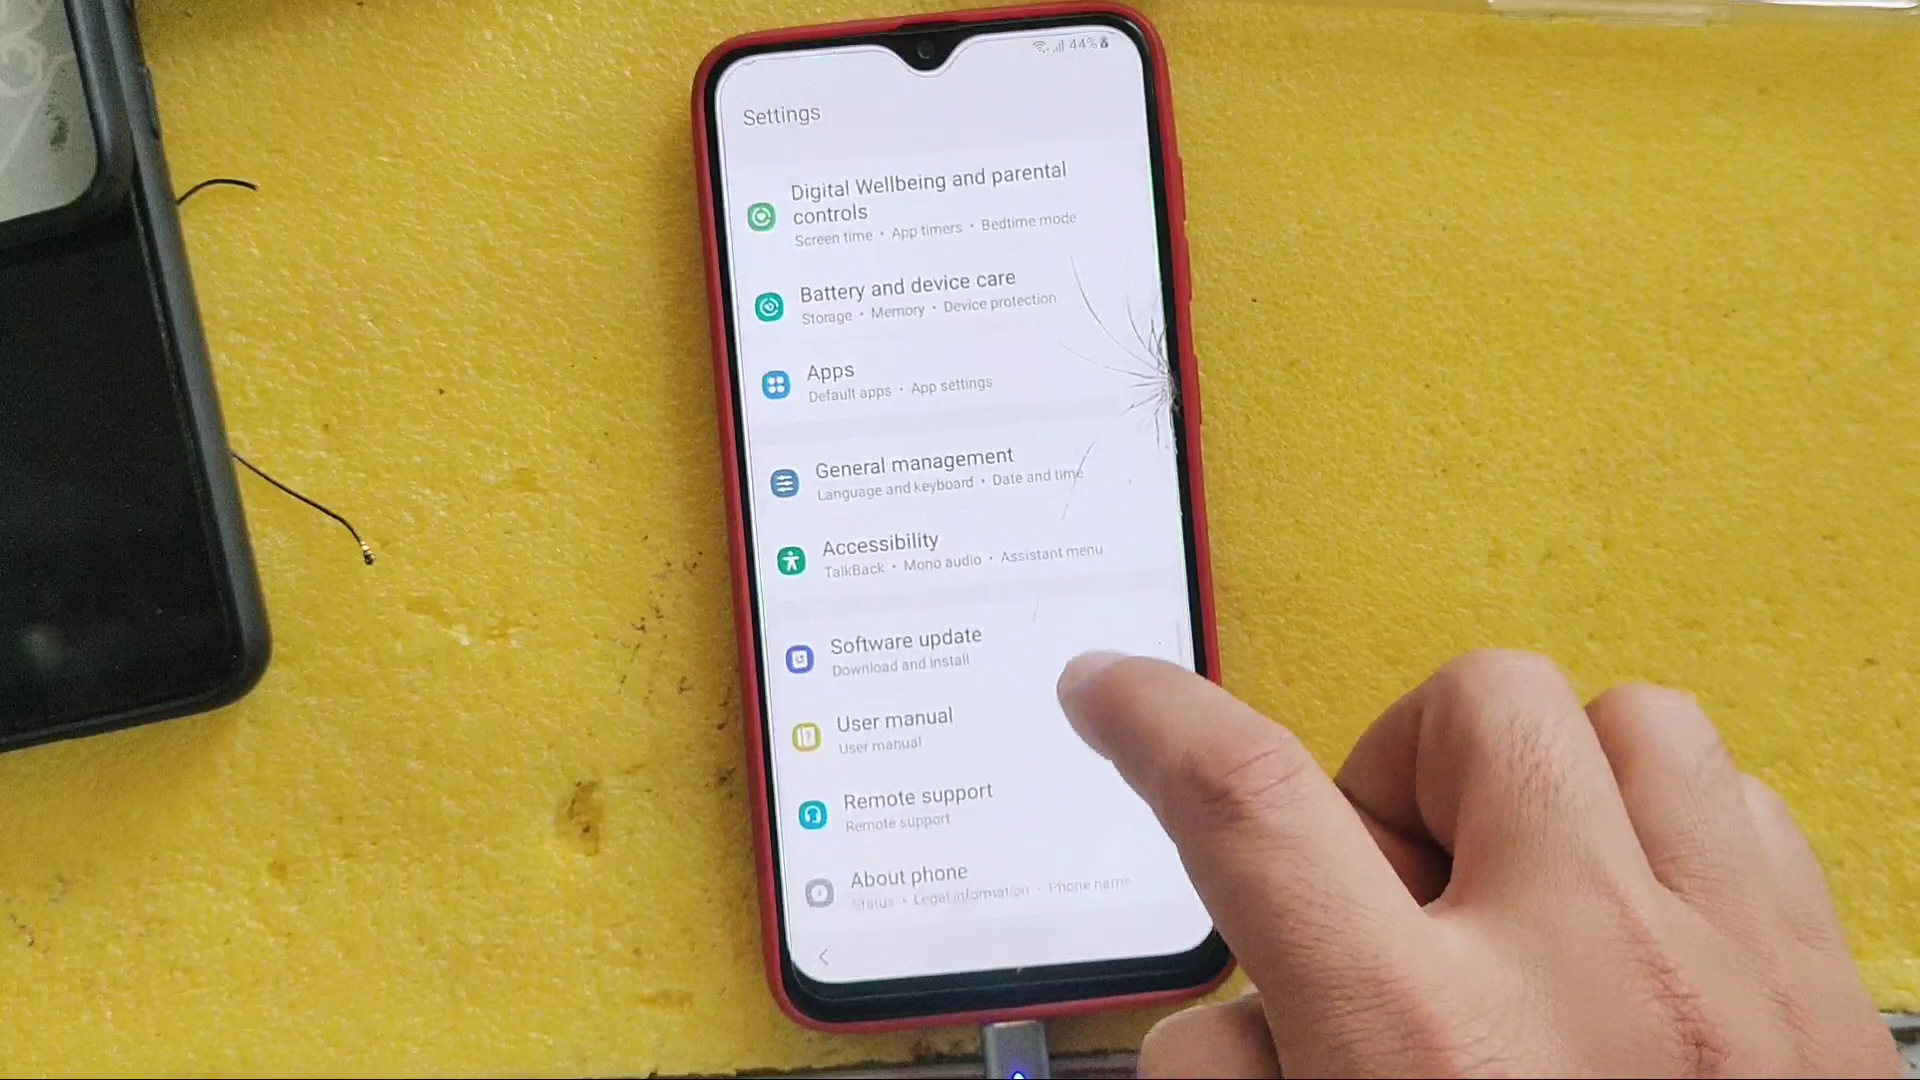 44%
Settings
Digital Wellbeing and parental
controls
Screen time • App timers • Bedtime mode
Battery and device care
Storage • Memory • Device protection
Apps
Default apps • App settings
General management
Language and keyboard • Date and time
Accessibility
TalkBack • Mono audio • Assistant menu
Software update
Download and install
User manual
User manual
Remote support
Remote support
About phone
Status • Legal information • Phone name